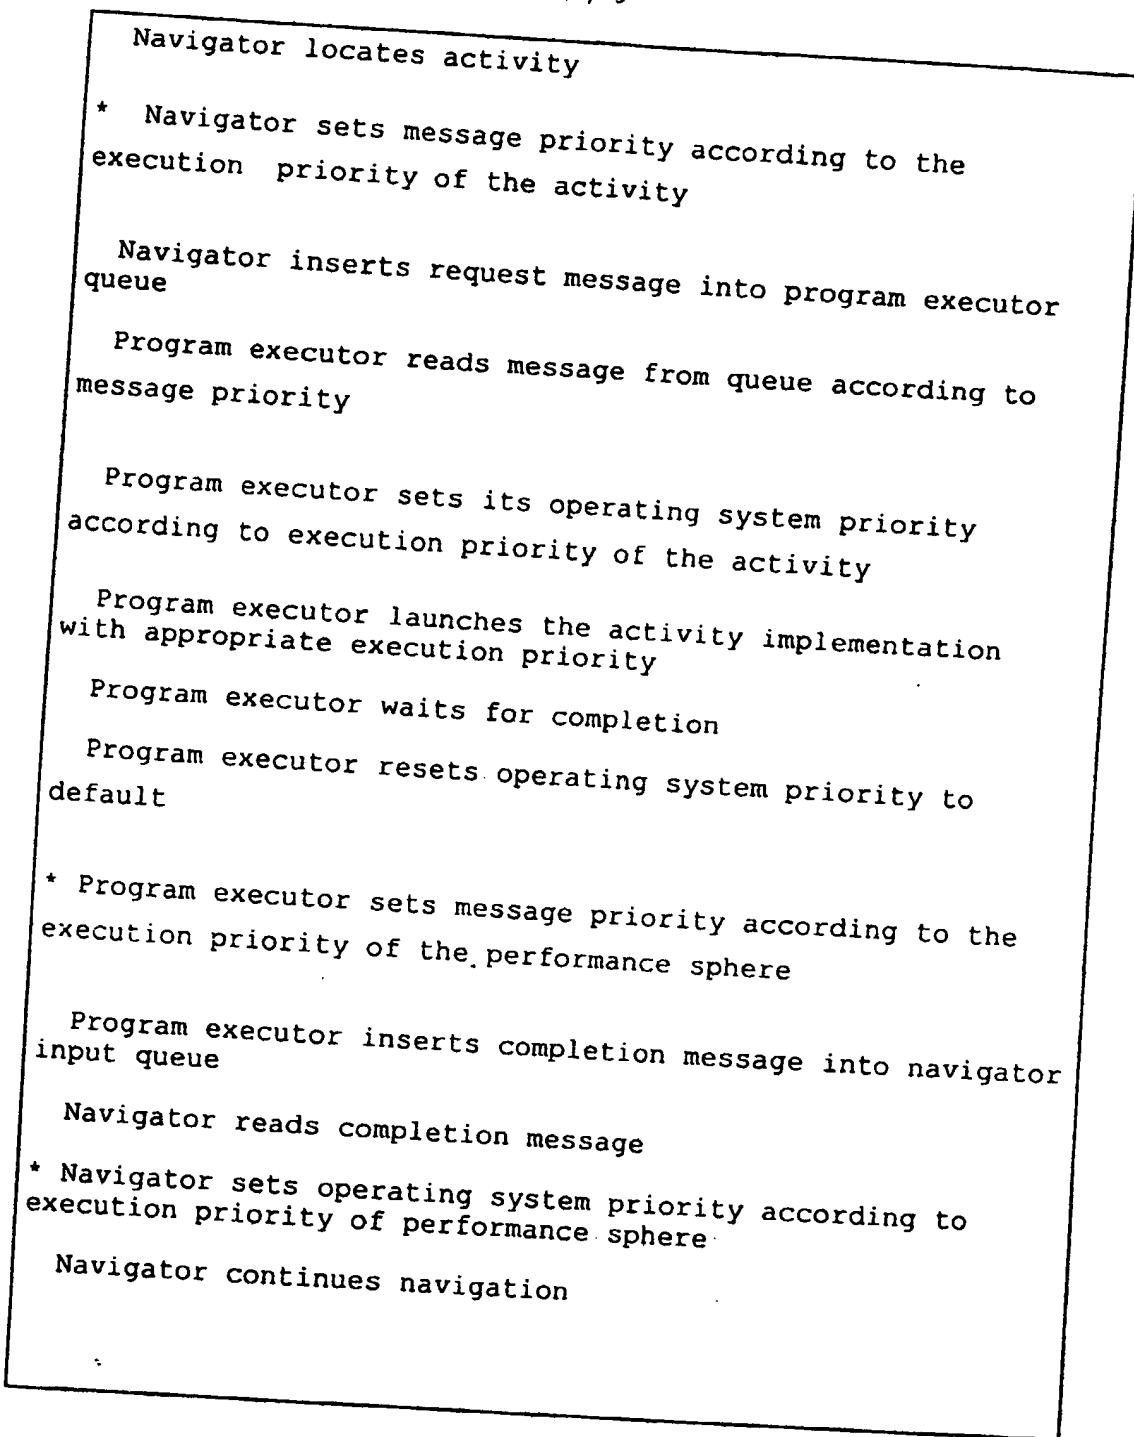 Navigator locates activity
* Navigator sets message priority according to the
execution priority of the activity
Navigator inserts request message into program executor
queue
Program executor reads message from queue according to
message priority
Program executor sets its operating system priority
according to execution priority of the activity
Program executor launches the activity implementation
with appropriate execution priority
Program executor waits for completion
Program executor resets operating system priority to
default
* Program executor sets message priority according to the
execution priority of the performance sphere
Program executor inserts completion message into navigator
input queue
Navigator reads completion message
* Navigator sets operating system priority according to
execution priority of performance sphere
Navigator continues navigation